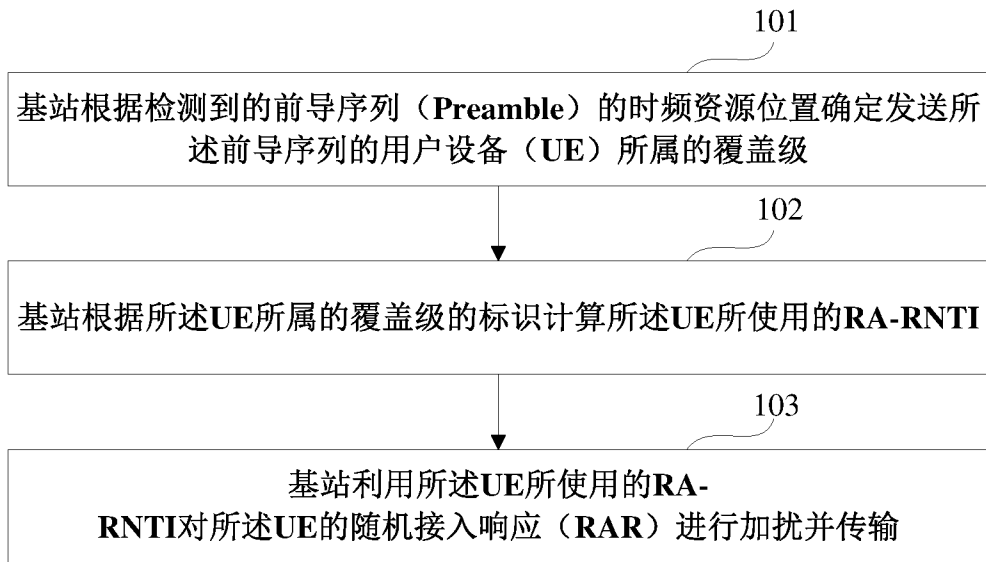 101
基站根据检测到的前导序列（Preamble）的时频资源位置确定发送所
述前导序列的用户设备（UE）所属的覆盖级
102
基站根据所述UE所属的覆盖级的标识计算所述UE所使用的RA-RNTI
103
基站利用所述UE所使用的RA-
RNTI对所述UE的随机接入响应（RAR）进行加扰并传输